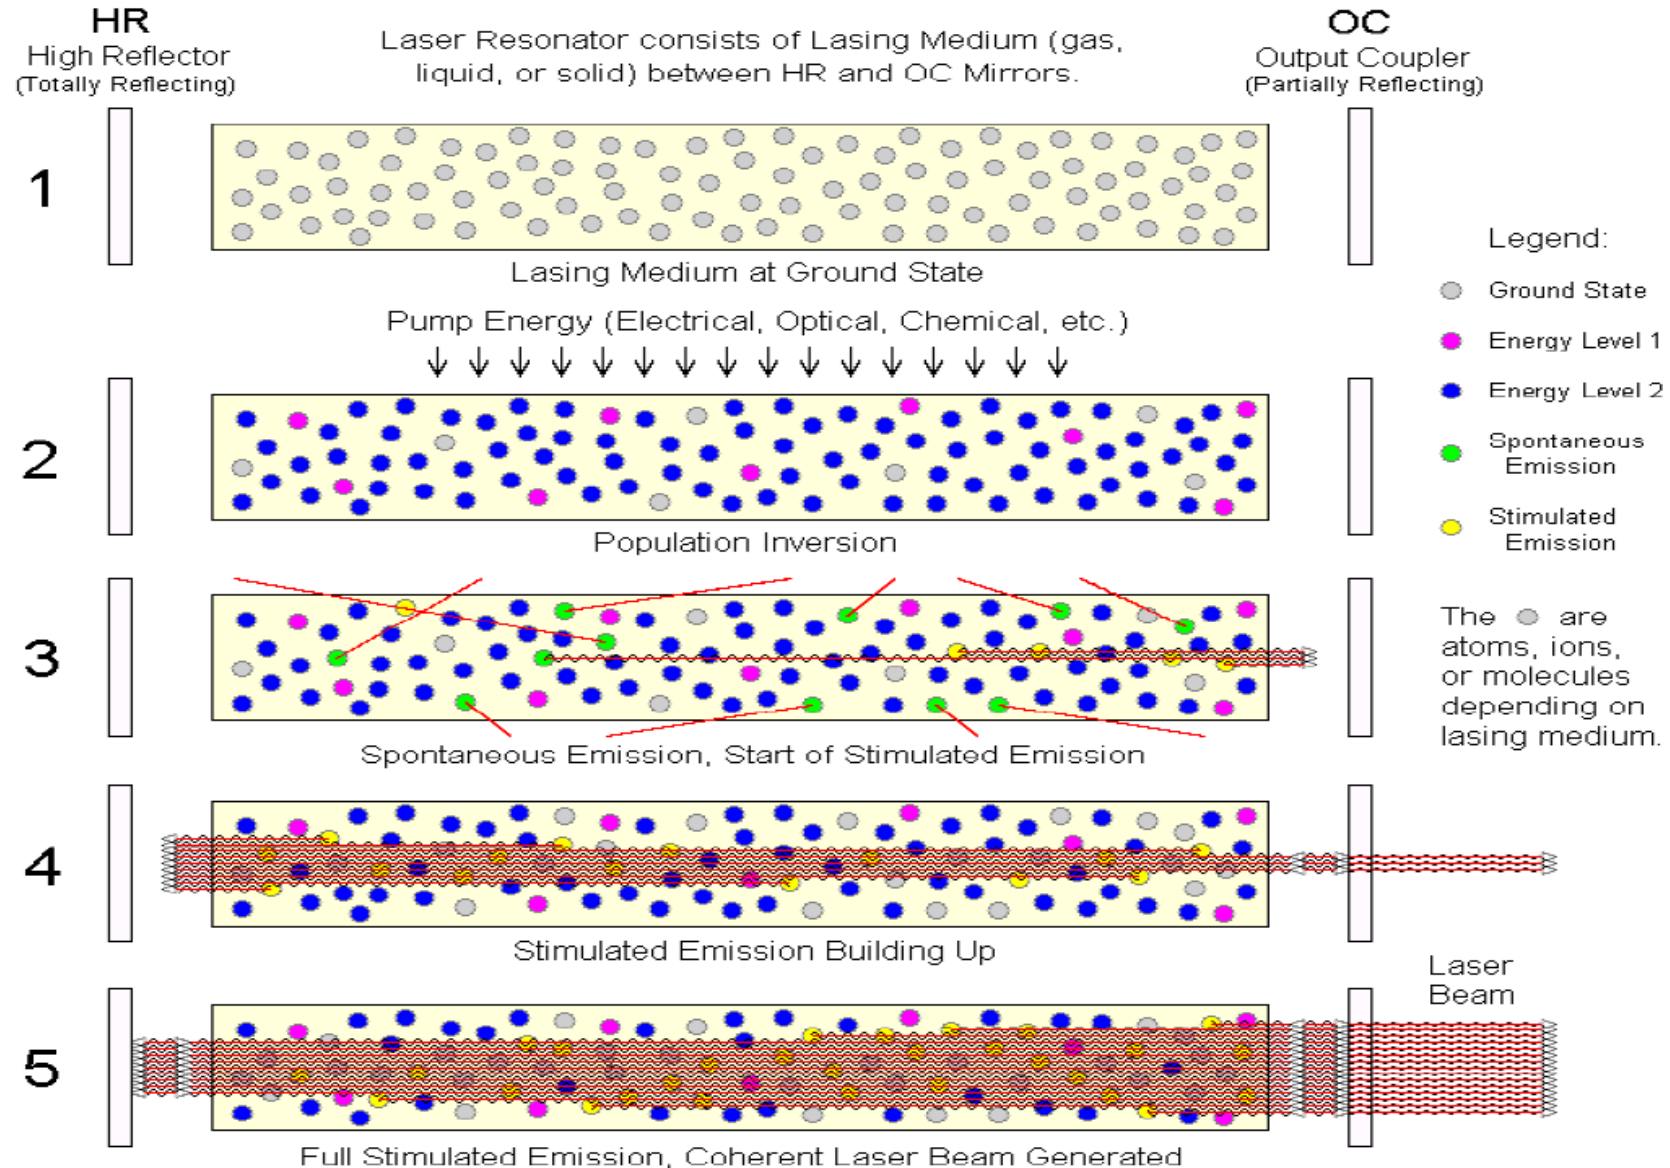 HR
High Reflector
(Totally Reflecting)
Laser Resonator consists of Lasing Medium (gas,
liquid, or solid) between HR and OC Mirrors.
OC
Output Coupler
(Partially Reflecting)
1
Lasing Medium at Ground State
Pump Energy (Electrical, Optical, Chemical, etc.)
2
Population Inversion
Legend:
Ground State
Energy Level 1
Energy Level 2
Spontaneous
Emission
Stimulated
Emission
3
Spontaneous Emission, Start of Stimulated Emission
The are
atoms, ions,
or molecules
depending on
lasing medium.
4
Stimulated Emission Building Up
Laser
Beam
5
Full Stimulated Emission, Coherent Laser Beam Generated